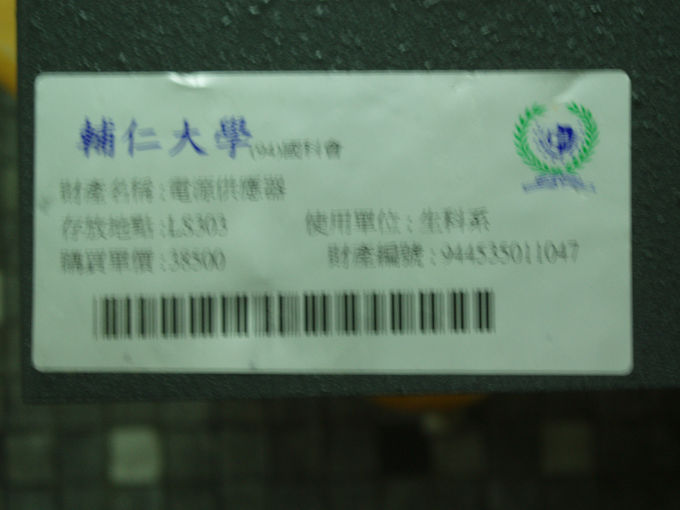 輔仁大學 (94)國科會
財產名稱：電源供應器
存放地點：LS303 使用單位：生科系
購買單價：38500 財產編號：944535011047